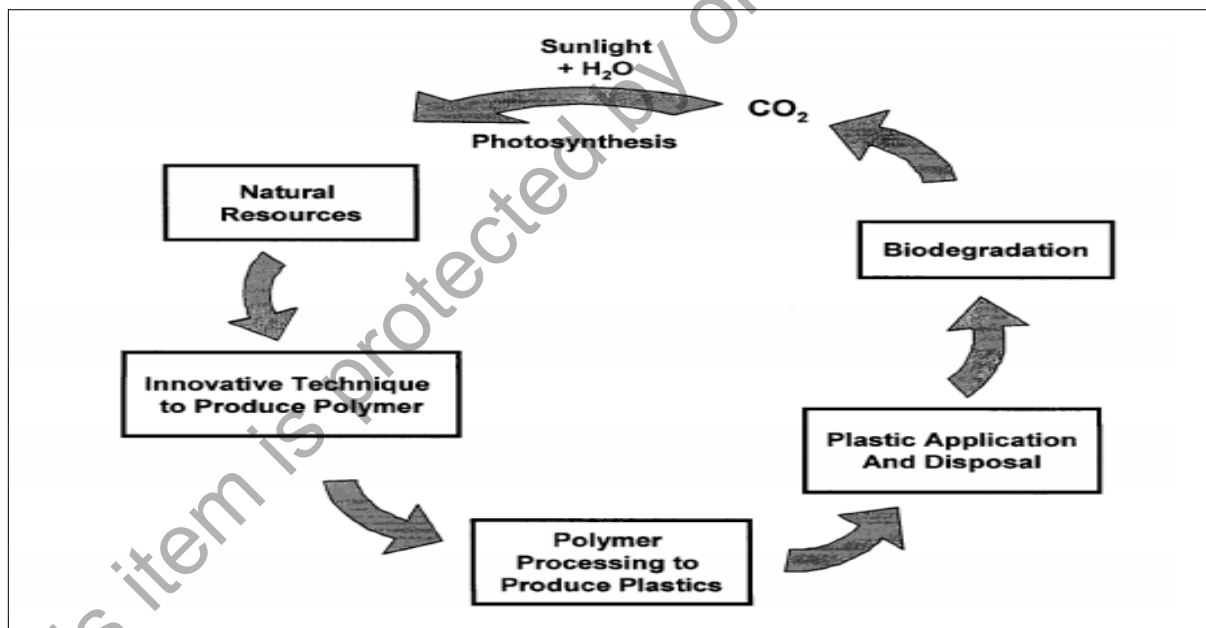 Sunlight
+ H₂O
CO₂
Photosynthesis
Natural
Resources
Biodegradation
Innovative Technique
to Produce Polymer
Plastic Application
And Disposal
Polymer
Processing to
Produce Plastics
is item is protected by o